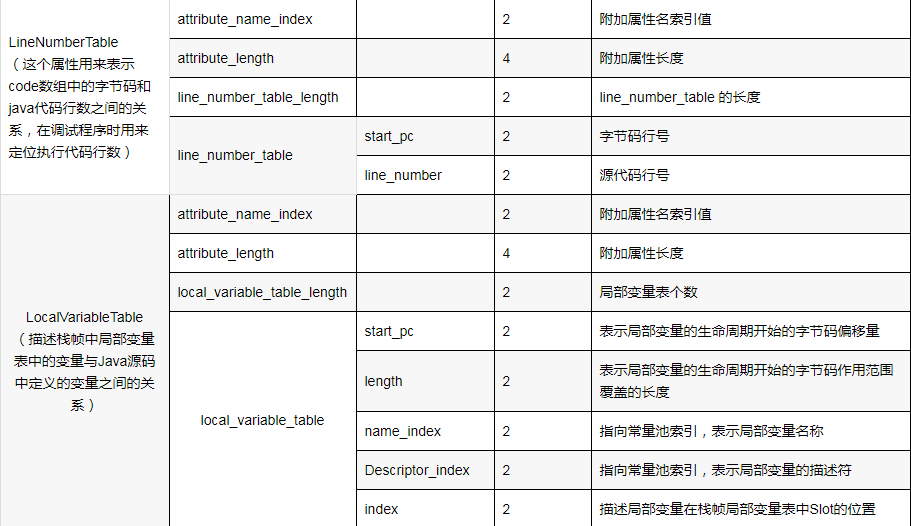 LineNumberTable
（这个属性用来表示
code数组中的字节码和
java代码行数之间的关
系，在调试程序时用来
定位执行代码行数）
attribute_name_index 2 附加属性名索引值
attribute_length 4 附加属性长度
line_number_table_length 2 line_number_table 的长度
line_number_table
start_pc 2 字节码行号
line_number 2 源代码行号
LocalVariableTable
（描述栈帧中局部变量
表中的变量与Java源码
中定义的变量之间的关
系）
attribute_name_index 2 附加属性名索引值
attribute_length 4 附加属性长度
local_variable_table_length 2 局部变量表个数
local_variable_table
start_pc 2 表示局部变量的生命周期开始的字节码偏移量
length 2 表示局部变量的生命周期开始的字节码作用范围
覆盖的长度
name_index 2 指向常量池索引，表示局部变量名称
Descriptor_index 2 指向常量池索引，表示局部变量的描述符
index 2 描述局部变量在栈帧局部变量表中Slot的位置